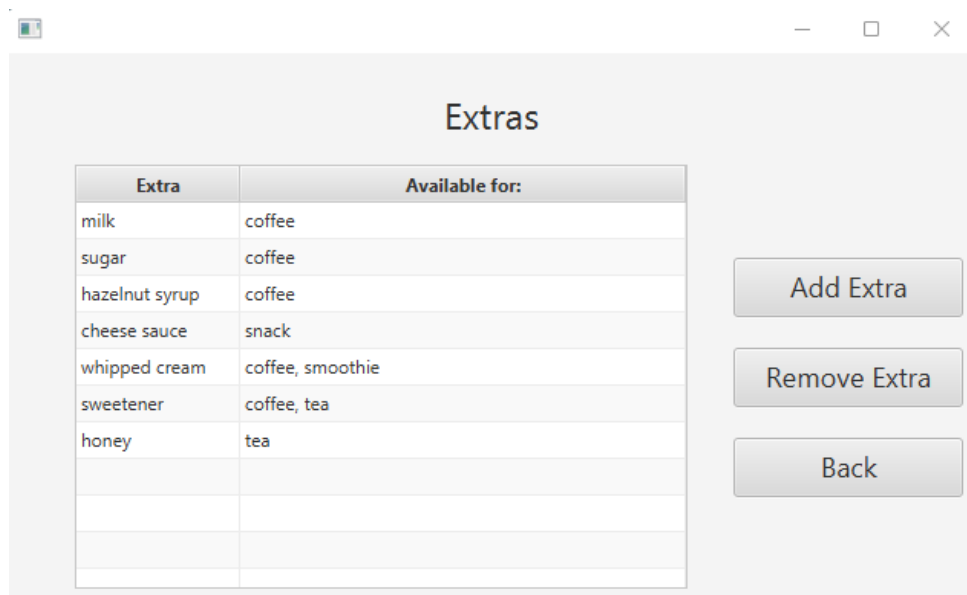 Extras
Extra Available for:
milk coffee
sugar coffee
hazelnut syrup coffee
cheese sauce snack
whipped cream coffee, smoothie
sweetener coffee, tea
honey tea
Add Extra
Remove Extra
Back